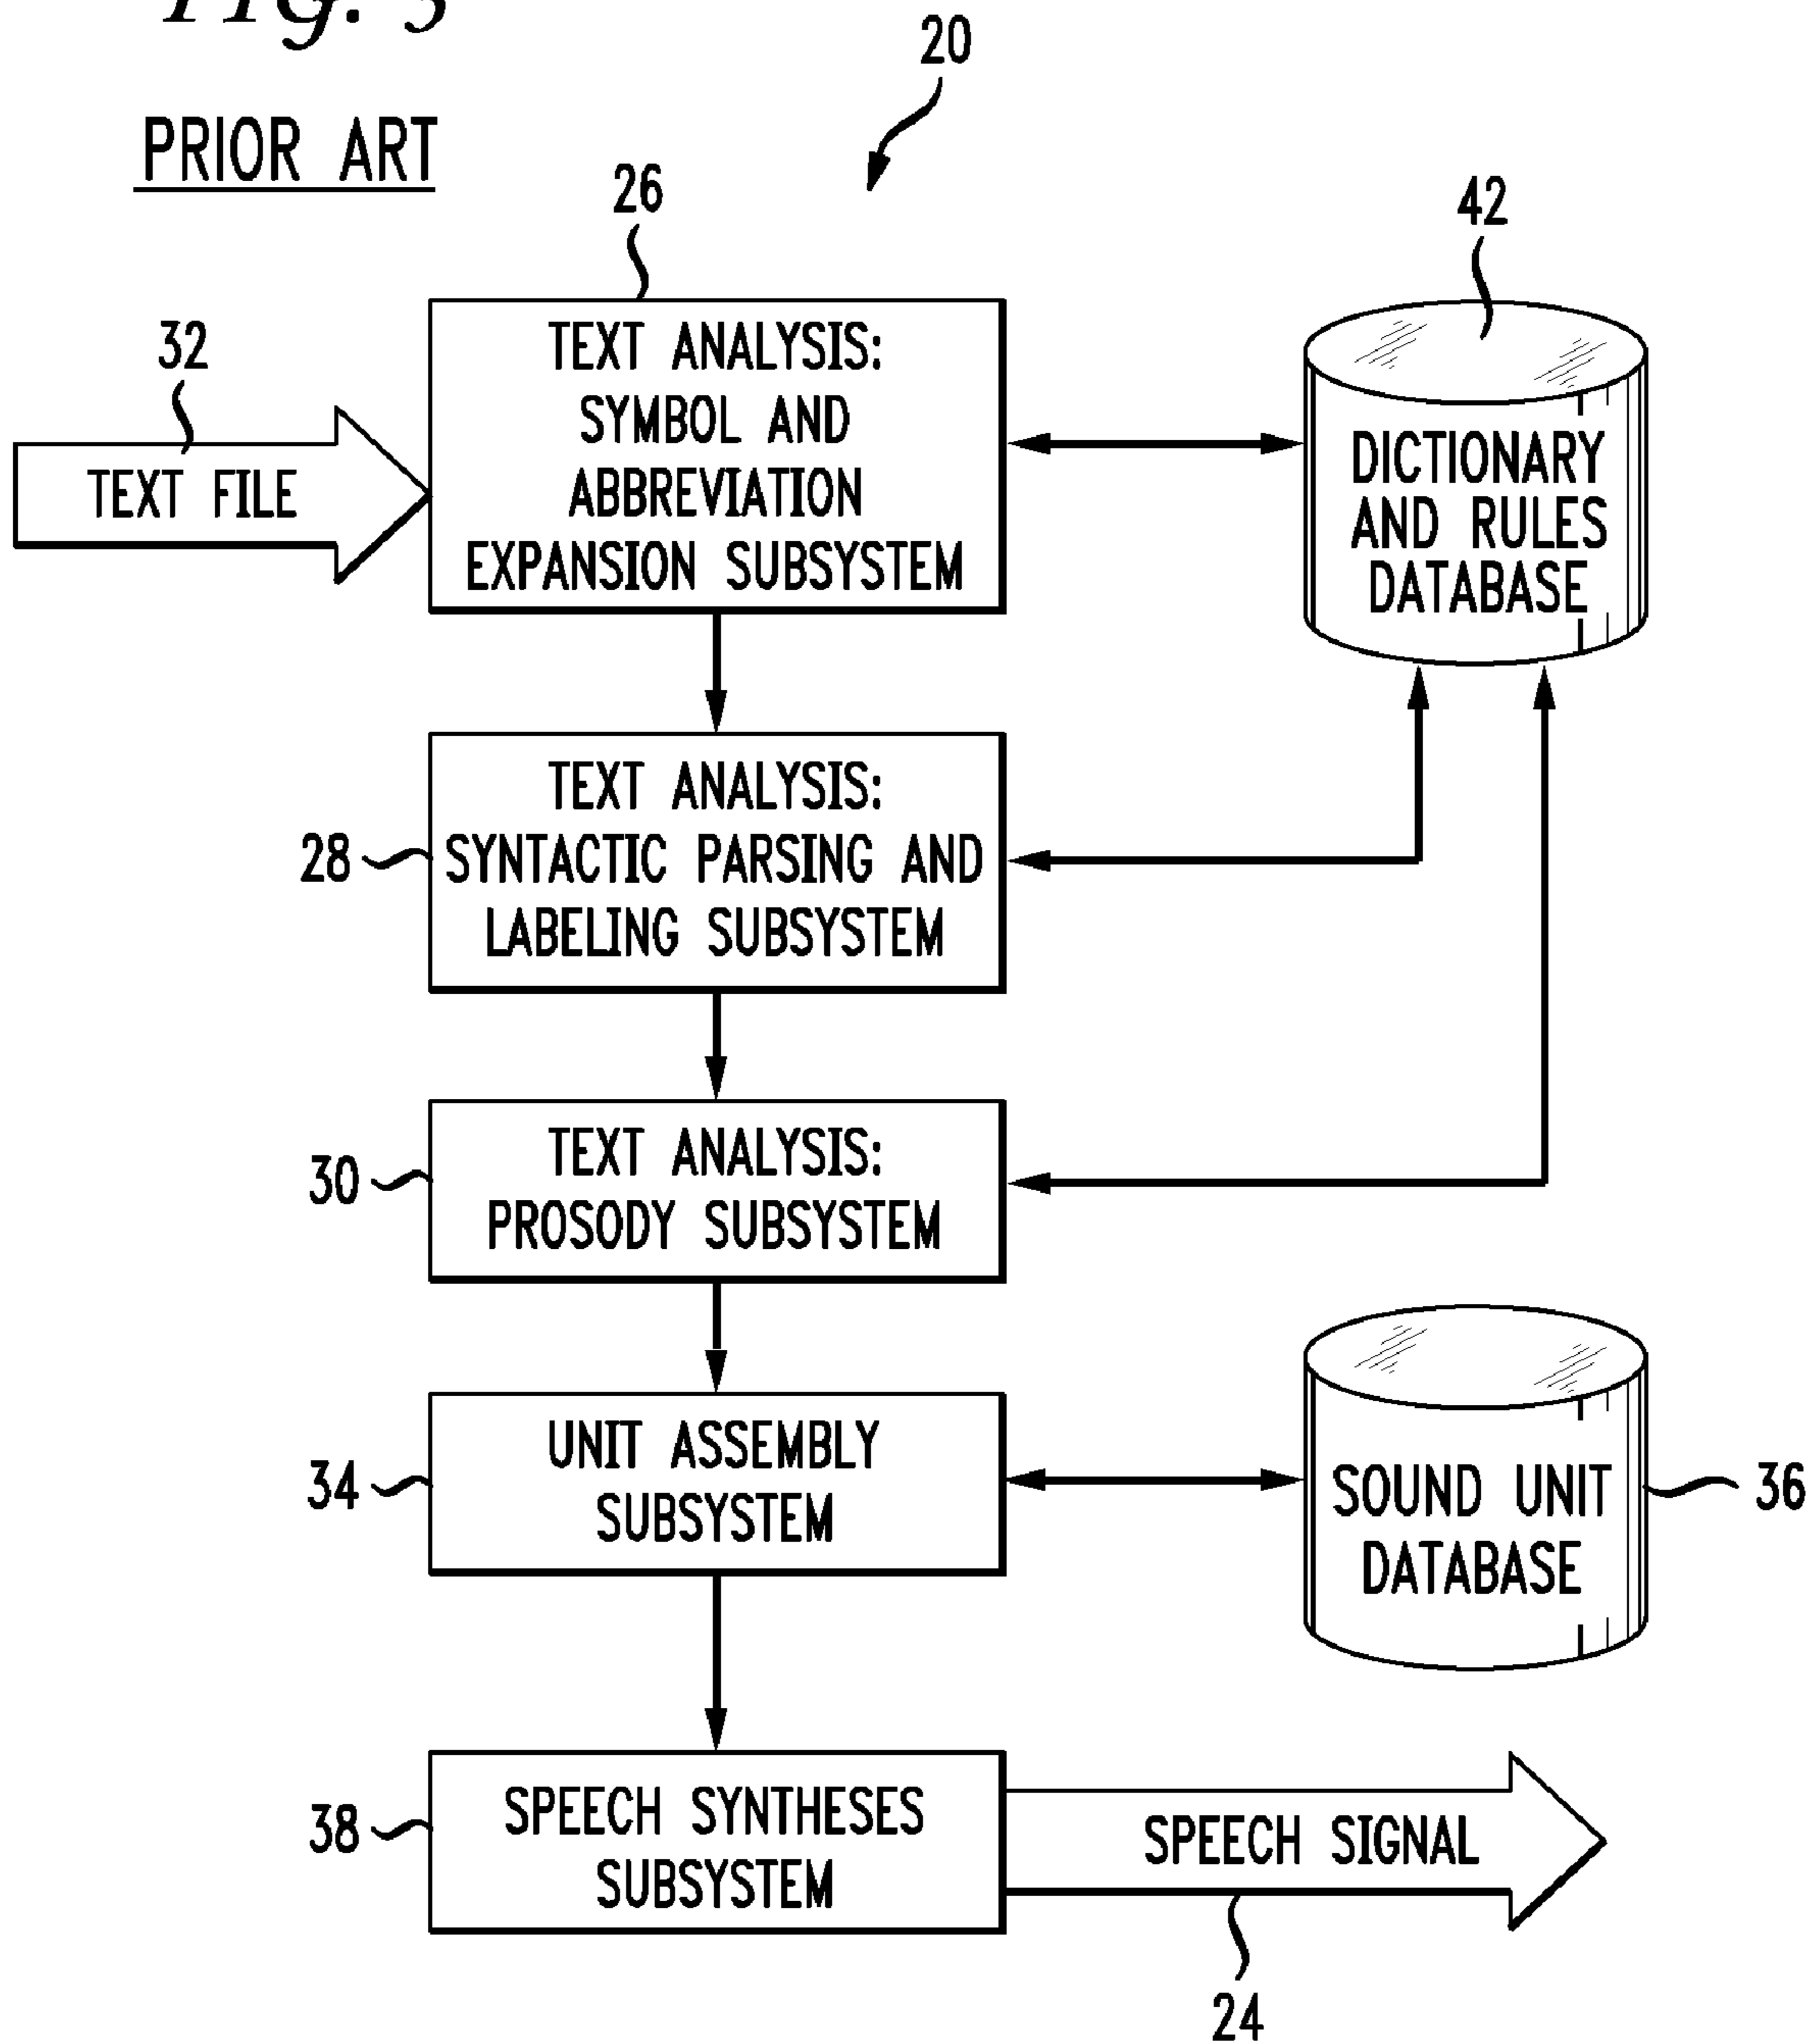 PRIOR ART
20
26
42
32
TEXT FILE
TEXT ANALYSIS:
SYMBOL AND
ABBREVIATION
EXPANSION SUBSYSTEM
DICTIONARY
AND RULES
DATABASE
28
TEXT ANALYSIS:
SYNTACTIC PARSING AND
LABELING SUBSYSTEM
30
TEXT ANALYSIS:
PROSODY SUBSYSTEM
34
UNIT ASSEMBLY
SUBSYSTEM
SOUND UNIT
DATABASE
36
38
SPEECH SYNTHESES
SUBSYSTEM
SPEECH SIGNAL
24